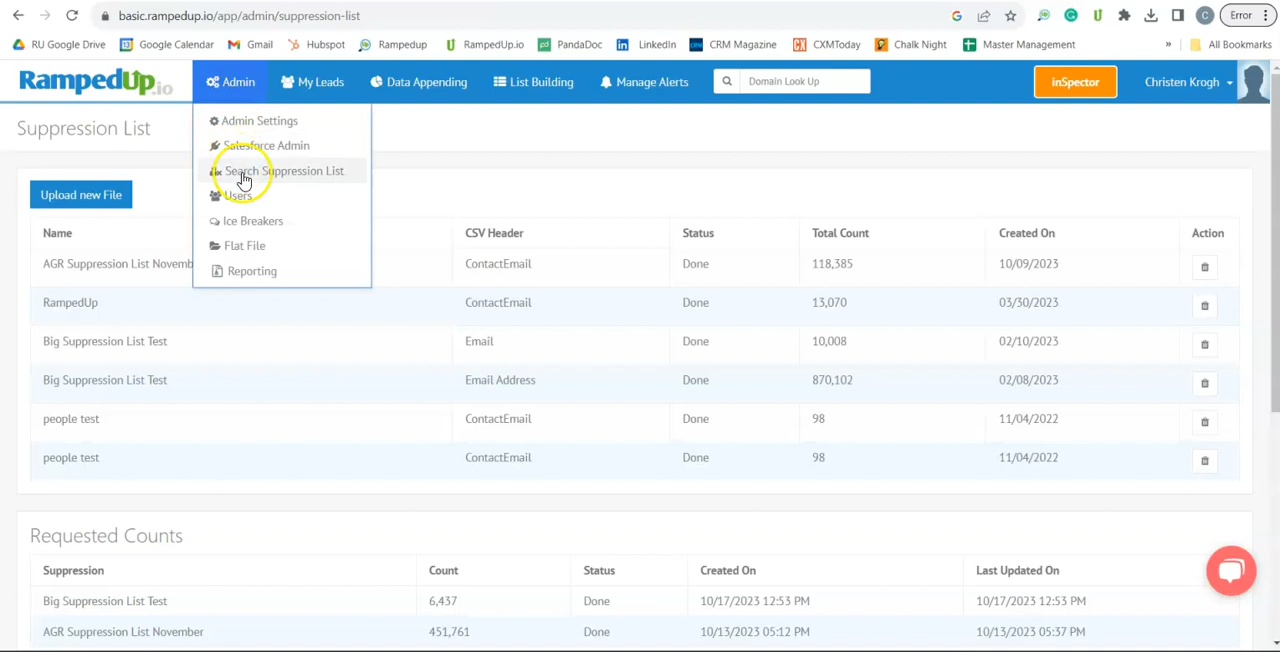 basic.rampedup.io/app/admin/suppression-list
Error
RU Google Drive Google Calendar Gmail Hubspot Rampedup RampedUp.io PandaDoc LinkedIn CRM Magazine CXMToday Chalk Night Master Management » All Bookmarks
RampedUp.io Admin My Leads Data Appending List Building Manage Alerts Domain Look Up inSpector Christen Krogh
Suppression List
Admin Settings
Salesforce Admin
Search Suppression List
Users
Ice Breakers
Flat File
Reporting
Upload new File
Name CSV Header Status Total Count Created On Action
AGR Suppression List Novemb ContactEmail Done 118,385 10/09/2023
RampedUp ContactEmail Done 13,070 03/30/2023
Big Suppression List Test Email Done 10,008 02/10/2023
Big Suppression List Test Email Address Done 870,102 02/08/2023
people test ContactEmail Done 98 11/04/2022
people test ContactEmail Done 98 11/04/2022
Requested Counts
Suppression Count Status Created On Last Updated On
Big Suppression List Test 6,437 Done 10/17/2023 12:53 PM 10/17/2023 12:53 PM
AGR Suppression List November 451,761 Done 10/13/2023 05:12 PM 10/13/2023 05:37 PM